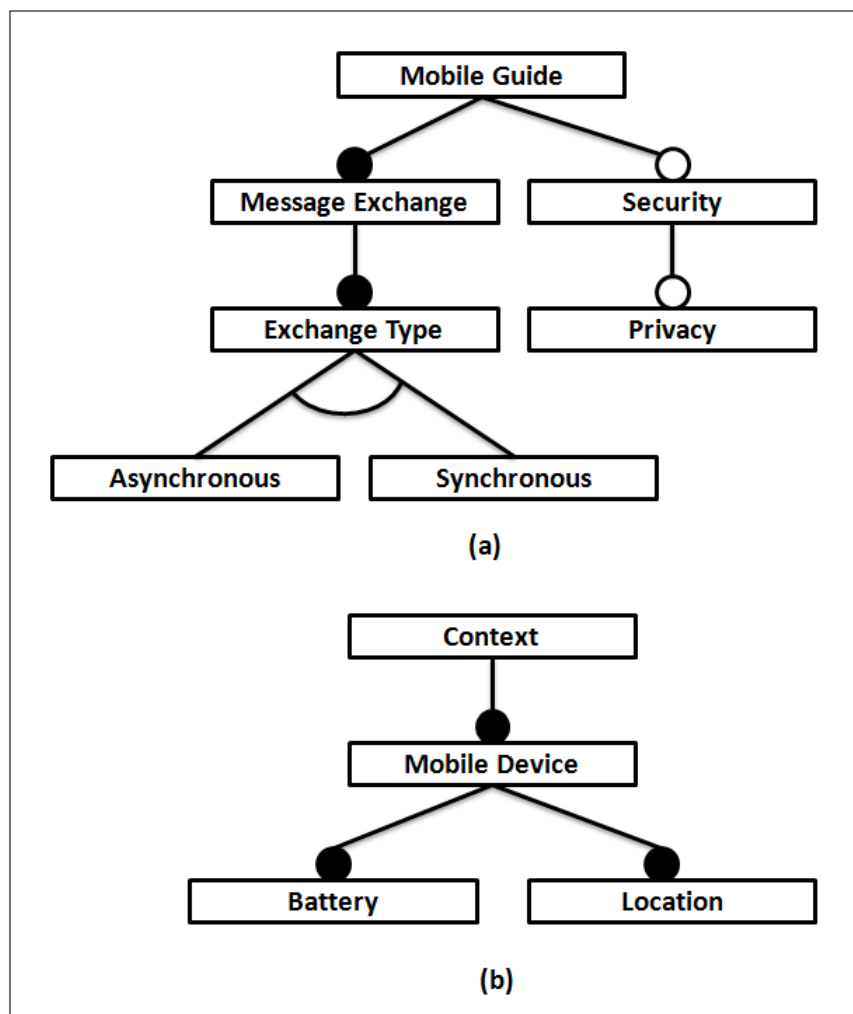 Mobile Guide
Message Exchange
Security
Exchange Type
Privacy
Asynchronous
Synchronous
(a)
Context
Mobile Device
Battery
Location
(b)